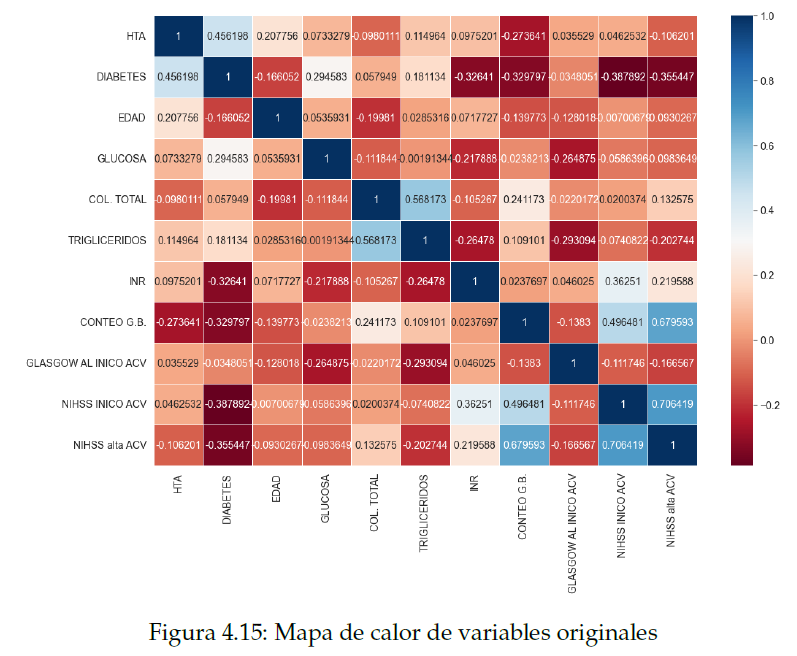 1.0
HTA 1 0.456198 0.207756 0.0733279 -0.0980111 0.114964 0.0975201 -0.273641 0.035529 0.0462532 -0.106201
DIABETES 0.456198 1 -0.166052 0.294583 0.057949 0.181134 -0.32641 -0.329797 -0.0348051 -0.387892 -0.355447
0.8
EDAD 0.207756 -0.166052 1 0.0535931 -0.19981 0.0285316 0.0717727 -0.139773 -0.128018 -0.00700679 -0.0930267
GLUCOSA 0.0733279 0.294583 0.0535931 1 -0.111844 0.00191344 -0.217888 -0.0238213 -0.264875 -0.0586396 -0.0983649
0.6
COL. TOTAL -0.0980111 0.057949 -0.19981 -0.111844 1 0.568173 -0.105267 0.241173 -0.0220172 0.0200374 0.132575
0.4
TRIGLICERIDOS 0.114964 0.181134 0.0285316 0.00191344 0.568173 1 -0.26478 0.109101 -0.293094 -0.0740822 -0.202744
INR 0.0975201 -0.32641 0.0717727 -0.217888 -0.105267 -0.26478 1 0.0237697 0.046025 0.36251 0.219588
0.2
CONTEO G.B. -0.273641 -0.329797 -0.139773 -0.0238213 0.241173 0.109101 0.0237697 1 -0.1383 0.496481 0.679593
0.0
GLASGOW AL INICO ACV 0.035529 -0.0348051 -0.128018 -0.264875 -0.0220172 -0.293094 0.046025 -0.1383 1 -0.111746 -0.166567
NIHSS INICO ACV 0.0462532 -0.387892 -0.00700679 -0.0586396 0.0200374 -0.0740822 0.36251 0.496481 -0.111746 1 0.706419
-0.2
NIHSS alta ACV -0.106201 -0.355447 -0.0930267 -0.0983649 0.132575 -0.202744 0.219588 0.679593 -0.166567 0.706419 1
HTA
DIABETES
EDAD
GLUCOSA
COL. TOTAL
TRIGLICERIDOS
INR
CONTEO G.B.
GLASGOW AL INICO ACV
NIHSS INICO ACV
NIHSS alta ACV
Figura 4.15: Mapa de calor de variables originales